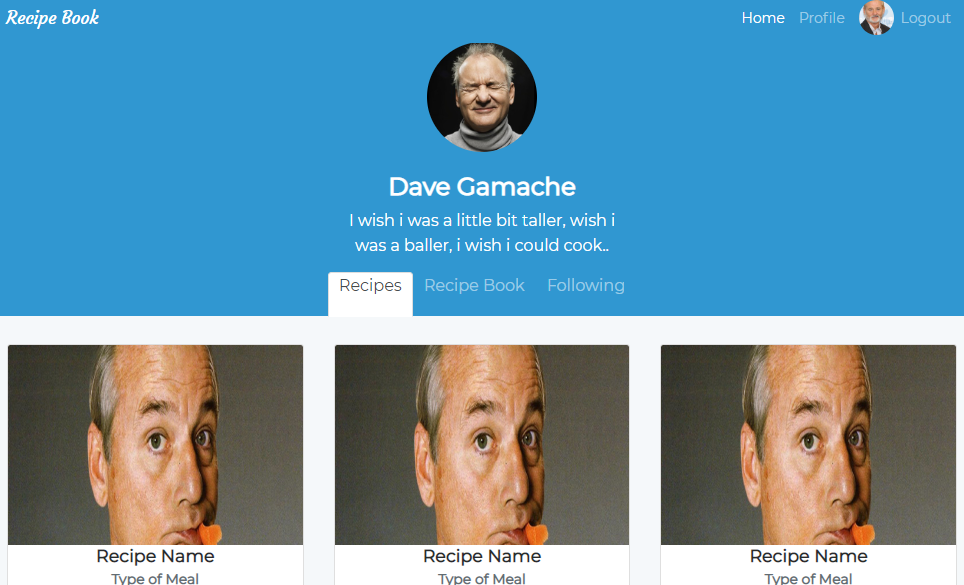 Recipe Book
Home Profile Logout
Dave Gamache
I wish i was a little bit taller, wish i
was a baller, i wish i could cook..
Recipes Recipe Book Following
Recipe Name Recipe Name Recipe Name
Type of Meal Type of Meal Type of Meal